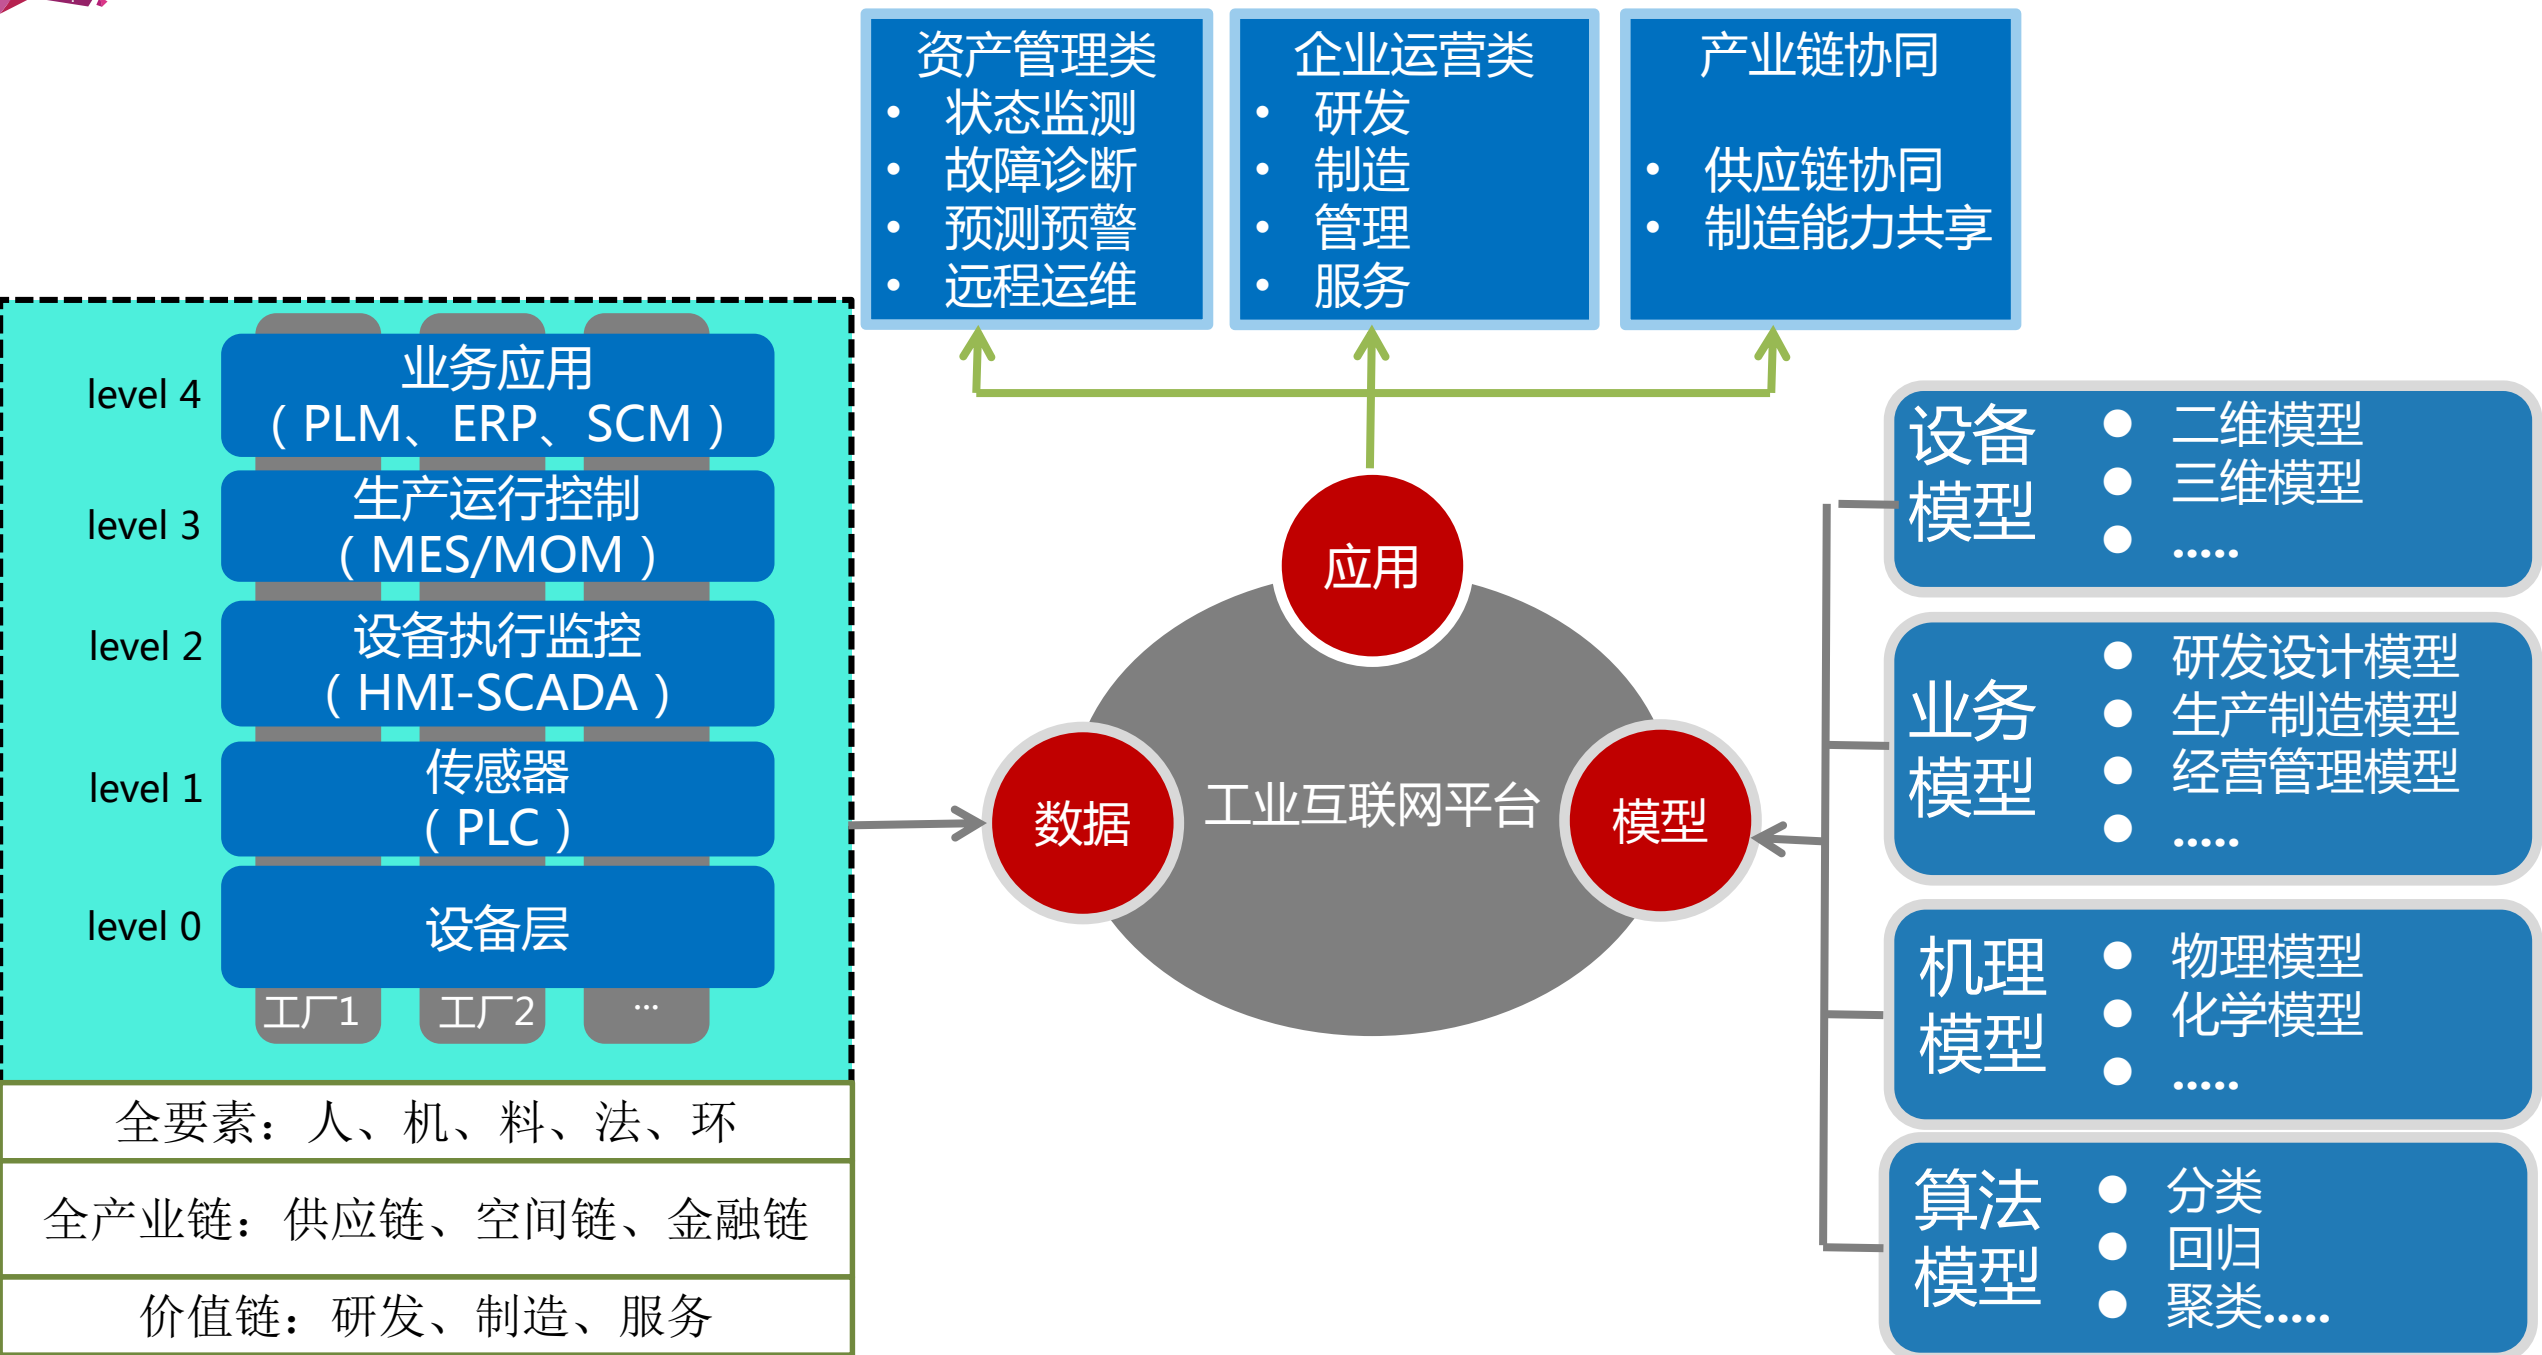 资产管理类
• 状态监测
• 故障诊断
• 预测预警
• 远程运维
企业运营类
• 研发
• 制造
• 管理
• 服务
产业链协同
• 供应链协同
• 制造能力共享
level 4
业务应用
（PLM、ERP、SCM）
level 3
生产运行控制
（MES/MOM）
level 2
设备执行监控
（HMI-SCADA）
level 1
传感器
（PLC）
level 0
设备层
工厂1
工厂2
...
全要素：人、机、料、法、环
全产业链：供应链、空间链、金融链
价值链：研发、制造、服务
应用
数据
工业互联网平台
模型
设备
模型
● 二维模型
● 三维模型
● .....
业务
模型
● 研发设计模型
● 生产制造模型
● 经营管理模型
● .....
机理
模型
● 物理模型
● 化学模型
● .....
算法
模型
● 分类
● 回归
● 聚类.....